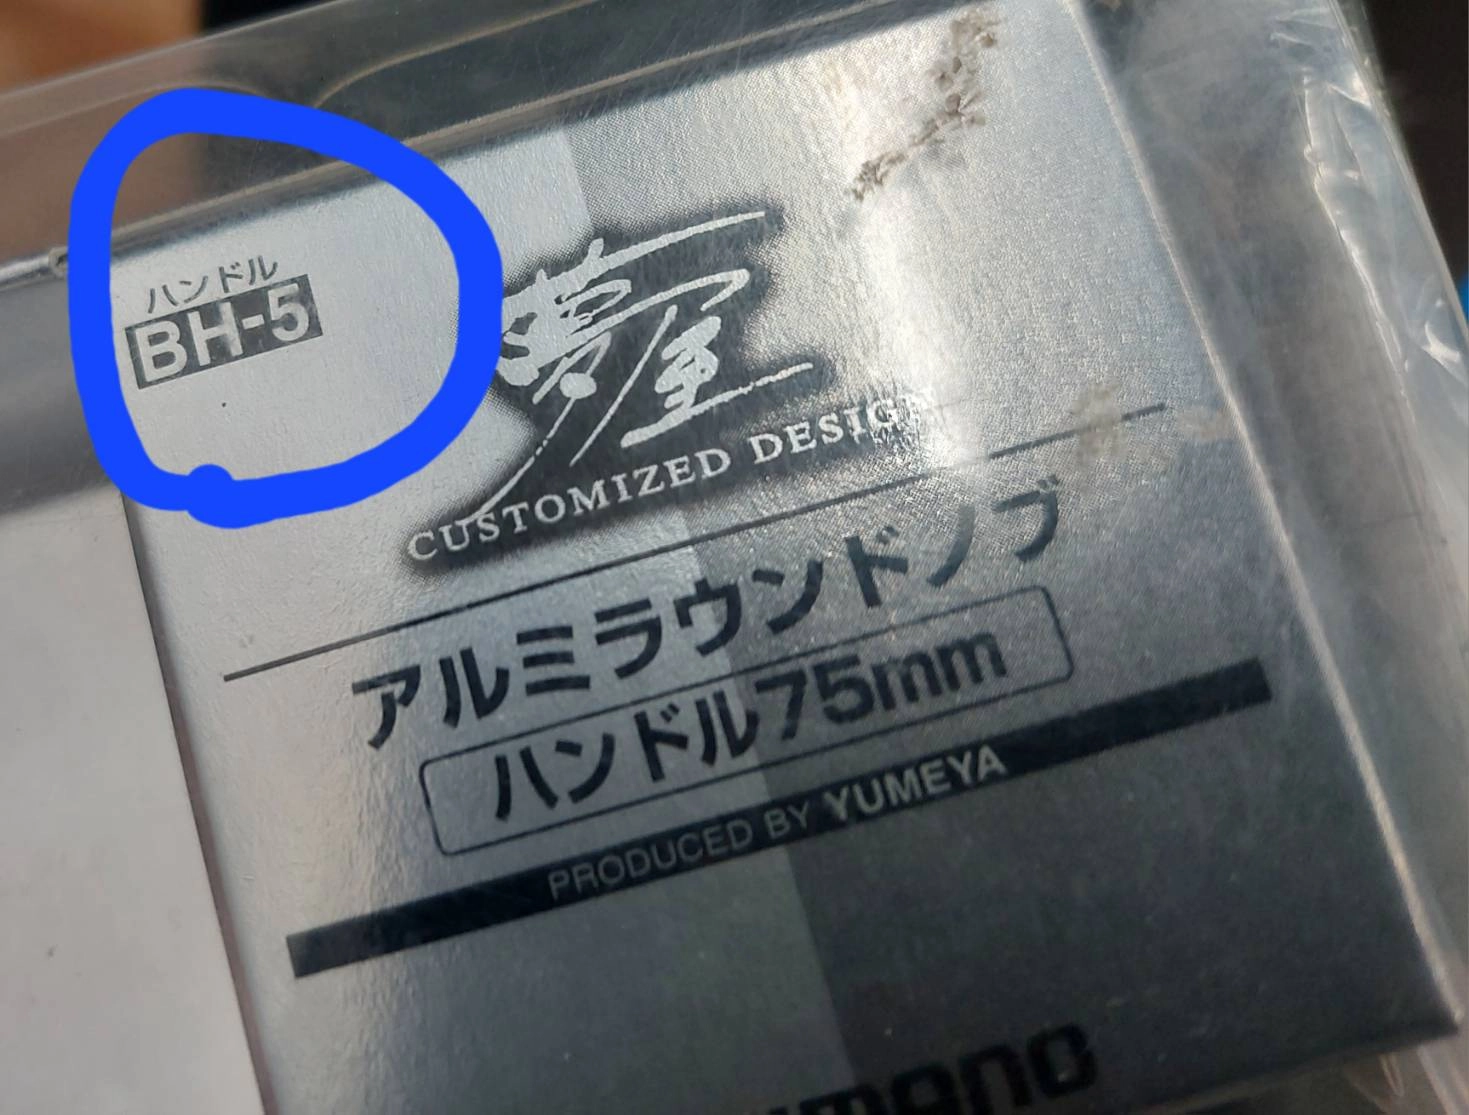 ハンドル
BH-5
夢屋
CUSTOMIZED DESIGN
アルミラウンドノブ
ハンドル75mm
PRODUCED BY YUMEYA